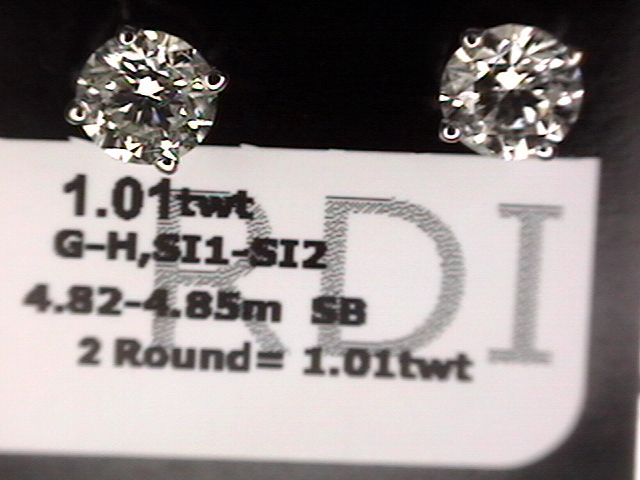 1.01twt
G-H,SI1-SI2
4.82-4.85m SB
2 Round= 1.01twt
RDI